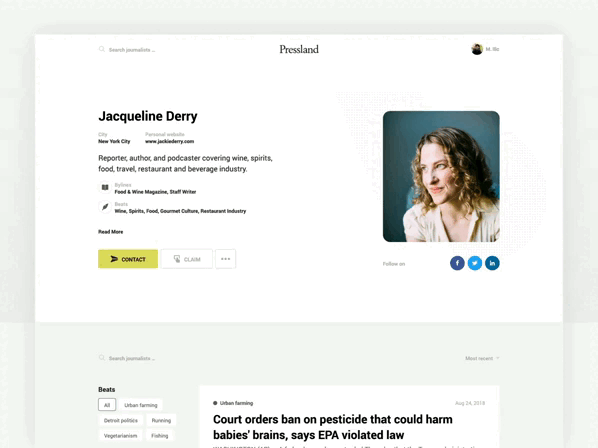 Search journalists ...
Pressland
M. Illo
Jacqueline Derry
City
Personal website
New York City
www.jackiederry.com
Reporter, author, and podcaster covering wine, spirits,
food, travel, restaurant and beverage industry.
Bylines
Food & Wine Magazine, Staff Writer
Beats
Wine, Spirits, Food, Gourmet Culture, Restaurant Industry
Read More
CONTACT
CLAIM
Follow on
Search journalists ...
Most recent
Beats
All
Urban farming
Detroit politics
Running
Vegetarianism
Fishing
Urban farming
Aug 24, 2018
Court orders ban on pesticide that could harm
babies' brains, says EPA violated law